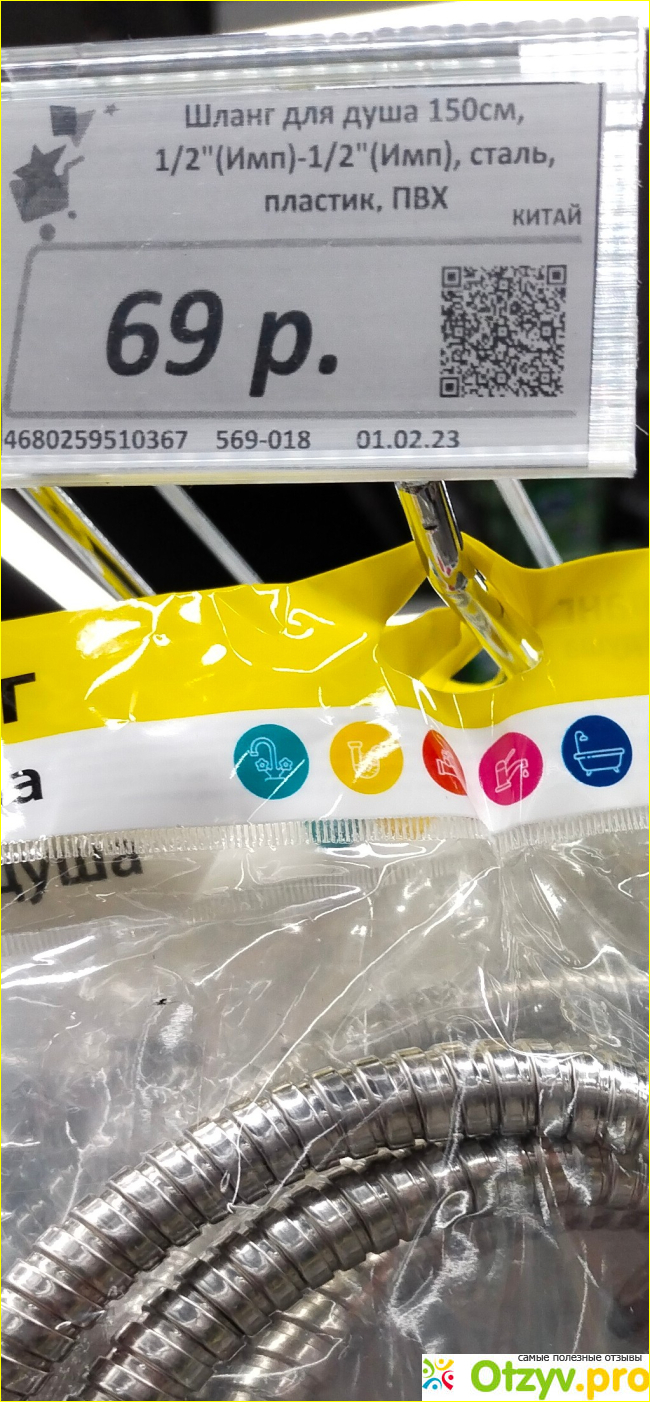 Шланг для душа 150см,
1/2"(Имп)-1/2"(Имп), сталь,
пластик, ПВХ
КИТАЙ
69 р.
4680259510367 569-018 01.02.23
г
а
душа
самые полезные отзывы
Otzyv.pro